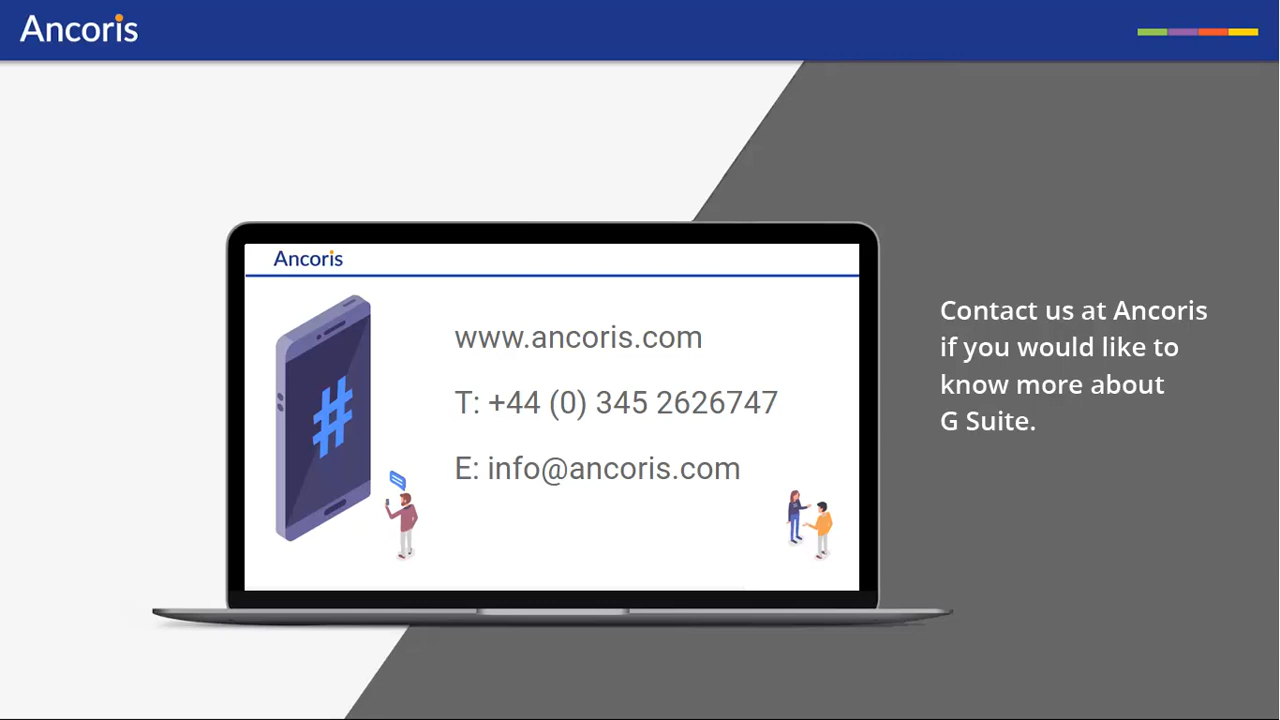 Ancoris
Ancoris
www.ancoris.com
T: +44 (0) 345 2626747
E: info@ancoris.com
#
Contact us at Ancoris
if you would like to
know more about
G Suite.